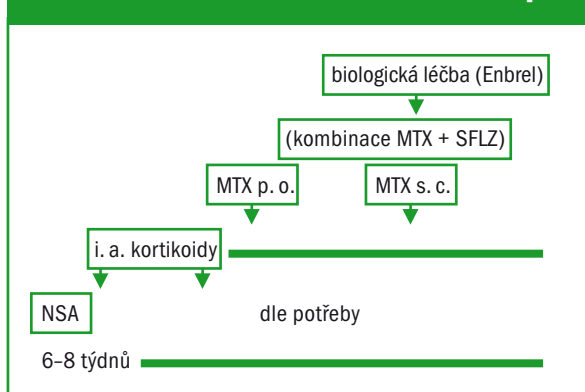 biologická léčba (Enbrel)
(kombinace MTX + SFLZ)
MTX p. o.
MTX s. c.
i. a. kortikoidy
NSA
dle potřeby
6–8 týdnů